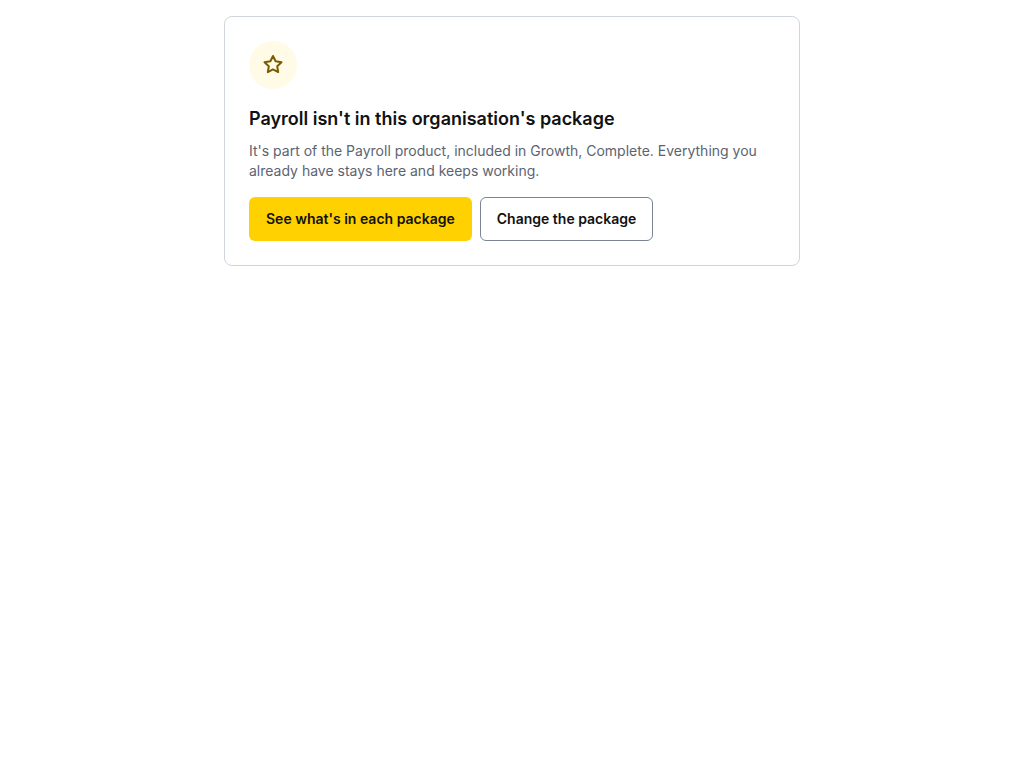 Payroll isn't in this organisation's package
It's part of the Payroll product, included in Growth, Complete. Everything you
already have stays here and keeps working.
See what's in each package
Change the package